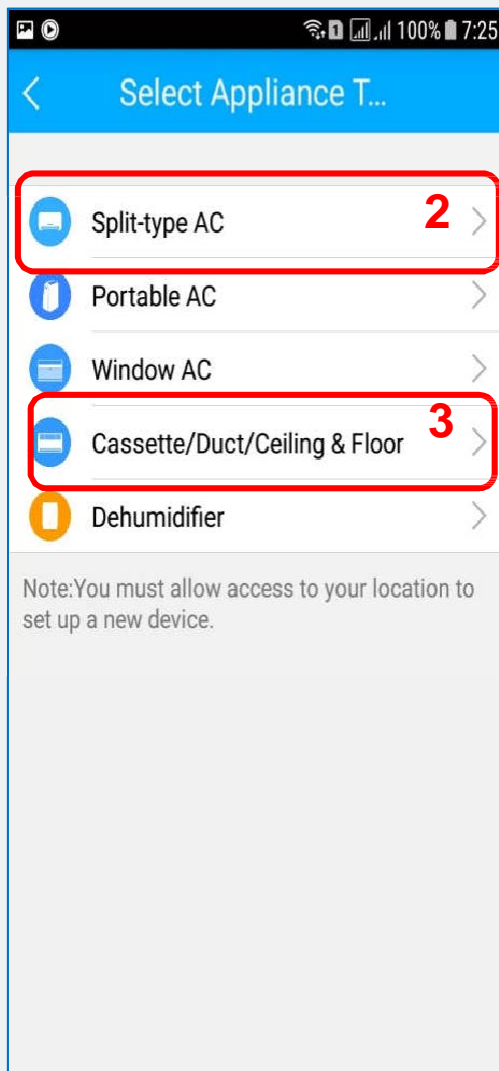 1 100% 7:25
Select Appliance T...
Split-type AC 2
Portable AC
Window AC
Cassette/Duct/Ceiling & Floor 3
Dehumidifier
Note:You must allow access to your location to
set up a new device.